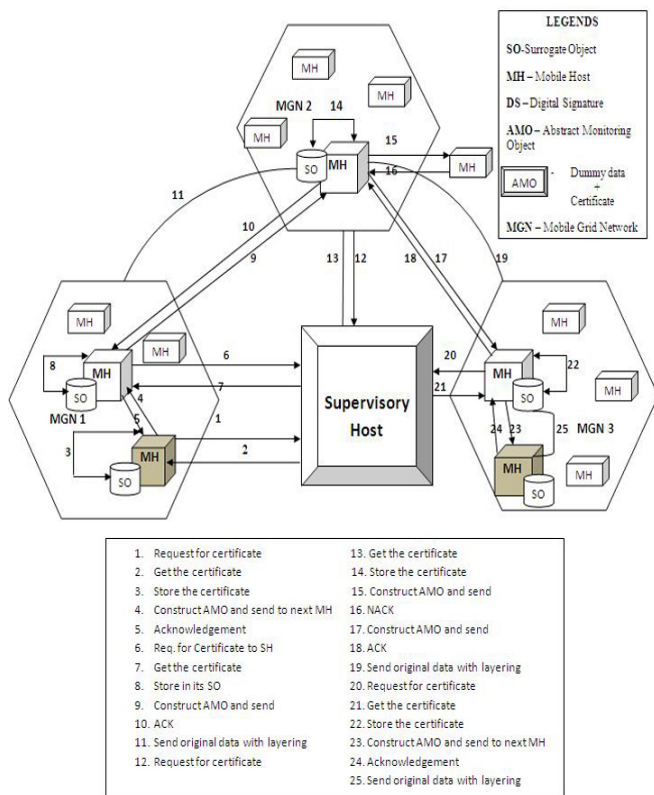 LEGENDS
SO-Surrogate Object
MH – Mobile Host
DS – Digital Signature
AMO – Abstract Monitoring
Object
AMO - Dummy data
+
Certificate
MGN – Mobile Grid Network
MH
MH
MGN 2
14
MH
SO
MH
15
16
MH
11
10
9
13
12
18
17
19
MH
MH
8
MH
SO
4
5
MGN 1
6
7
1
3
MH
SO
2
Supervisory
Host
MH
20
MH
22
MH
21
SO
24
23
25
MGN 3
MH
SO
MH
1. Request for certificate
2. Get the certificate
3. Store the certificate
4. Construct AMO and send to next MH
5. Acknowledgement
6. Req. for Certificate to SH
7. Get the certificate
8. Store in its SO
9. Construct AMO and send
10. ACK
11. Send original data with layering
12. Request for certificate
13. Get the certificate
14. Store the certificate
15. Construct AMO and send
16. NACK
17. Construct AMO and send
18. ACK
19. Send original data with layering
20. Request for certificate
21. Get the certificate
22. Store the certificate
23. Construct AMO and send to next MH
24. Acknowledgement
25. Send original data with layering